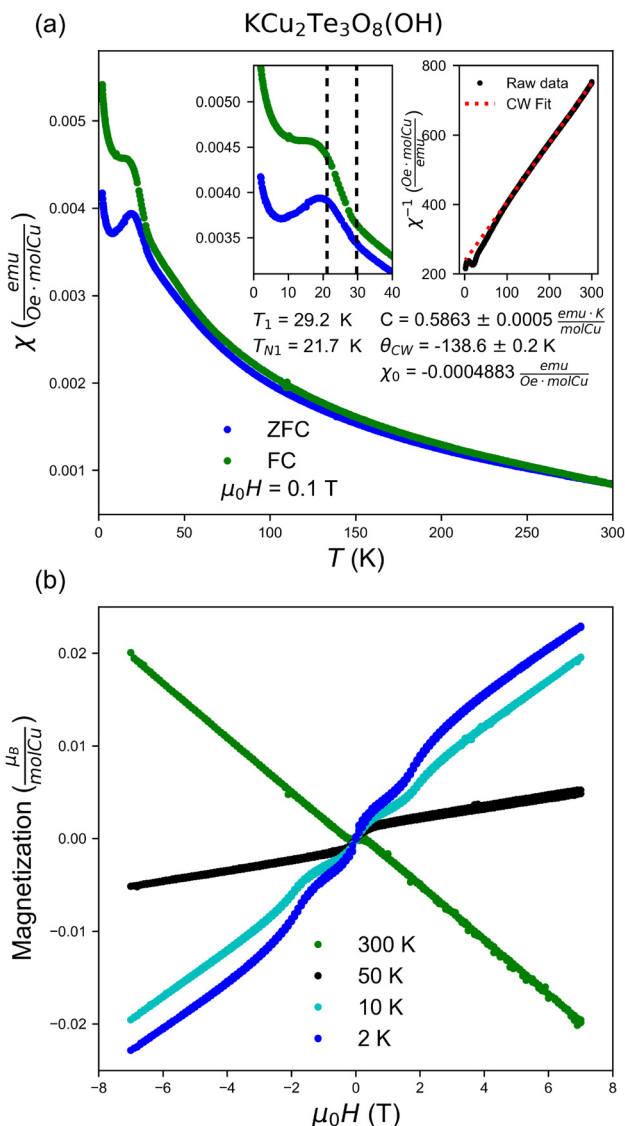 (a) KCu₂Te₃O₈(OH)
χ (emu / Oe · molCu)
0.005
0.004
0.003
0.002
0.001
0 50 100 150 200 250 300
T (K)
0.0050
0.0045
0.0040
0.0035
0 10 20 30 40
χ⁻¹ (Oe · molCu / emu)
800
600
400
200
0 100 200 300
Raw data
CW Fit
T₁ = 29.2 K
T_N1 = 21.7 K
C = 0.5863 ± 0.0005 emu · K / molCu
θ_CW = -138.6 ± 0.2 K
χ₀ = -0.0004883 emu / Oe · molCu
ZFC
FC
μ₀H = 0.1 T
(b)
Magnetization (μ_B / molCu)
0.02
0.01
0.00
−0.01
−0.02
−8 −6 −4 −2 0 2 4 6 8
μ₀H (T)
300 K
50 K
10 K
2 K